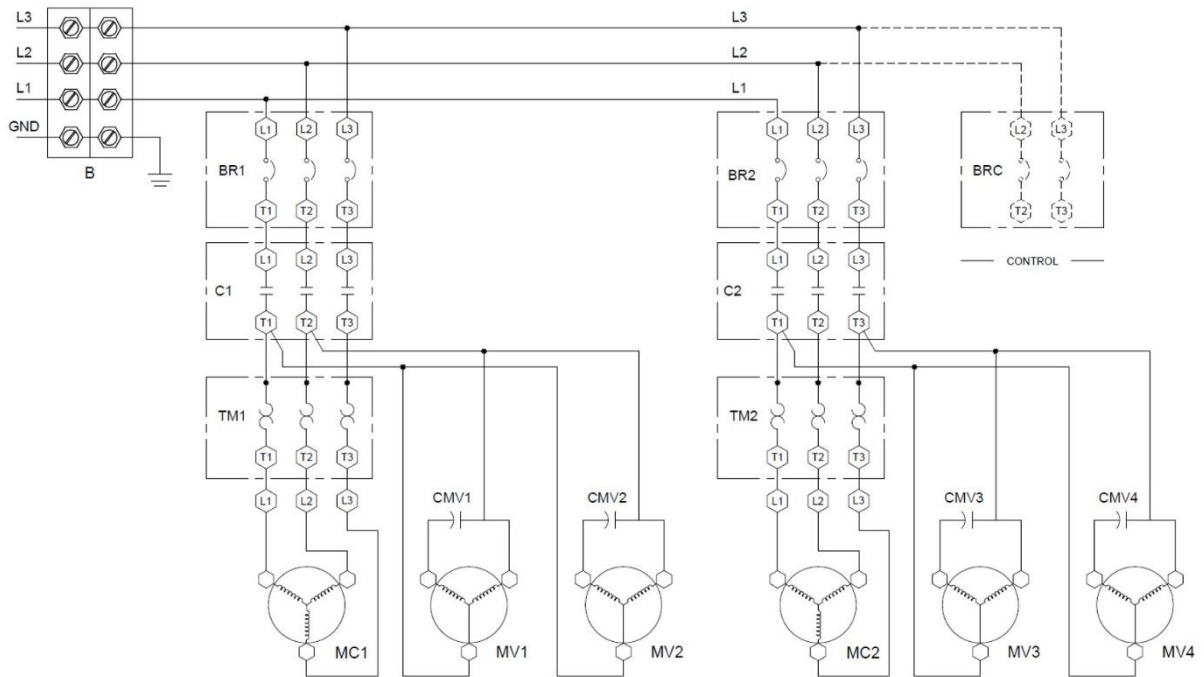 L3 L3
L2 L2
L1 L1
GND
B
L1 L2 L3
BR1
T1 T2 T3
L1 L2 L3
BR2
T1 T2 T3
L2 L3
BRC
T2 T3
CONTROL
L1 L2 L3
C1
T1 T2 T3
L1 L2 L3
C2
T1 T2 T3
TM1
T1 T2 T3
TM2
T1 T2 T3
L1 L2 L3
CMV1 CMV2
L1 L2 L3
CMV3 CMV4
MC1 MV1 MV2 MC2 MV3 MV4